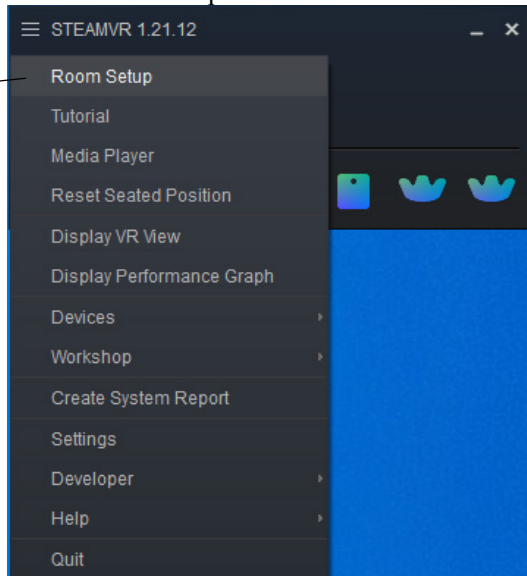 STEAMVR 1.21.12
Room Setup
Tutorial
Media Player
Reset Seated Position
Display VR View
Display Performance Graph
Devices
Workshop
Create System Report
Settings
Developer
Help
Quit